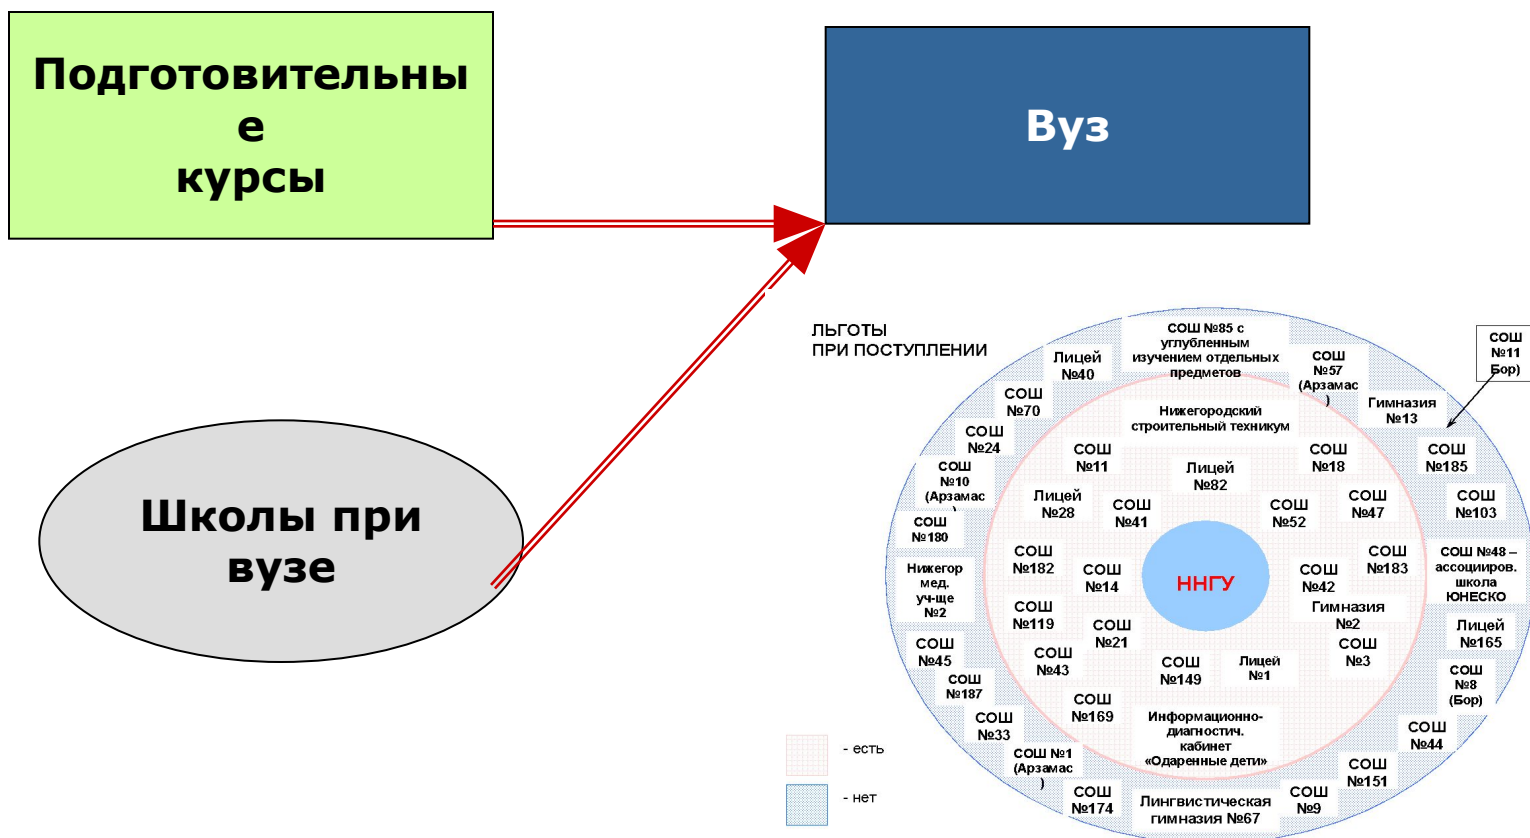 Подготовительны
е
курсы
Вуз
Школы при
вузе
ЛЬГОТЫ
ПРИ ПОСТУПЛЕНИИ
СОШ №85 с
углубленным
изучением отдельных
предметов
СОШ
№57
(Арзамас
)
СОШ
№11
Бор)
Лицей
№40
Гимназия
№13
СОШ
№70
Нижегородский
строительный техникум
СОШ
№24
СОШ
№11
СОШ
№18
СОШ
№185
СОШ
№10
(Арзамас
)
Лицей
№82
Лицей
№28
СОШ
№41
СОШ
№52
СОШ
№47
СОШ
№103
СОШ
№180
СОШ
№182
СОШ
№14
ННГУ
СОШ
№42
СОШ
№183
СОШ №48 –
ассоцииров.
школа
ЮНЕСКО
Нижегор
мед.
уч-ще
№2
СОШ
№119
СОШ
№21
Гимназия
№2
Лицей
№165
СОШ
№45
СОШ
№43
СОШ
№149
Лицей
№1
СОШ
№3
СОШ
№187
СОШ
№8
(Бор)
СОШ
№33
СОШ
№169
Информационно-
диагностич.
кабинет
«Одаренные дети»
СОШ
№44
СОШ №1
(Арзамас
)
СОШ
№151
СОШ
№174
Лингвистическая
гимназия №67
СОШ
№9
- есть
- нет